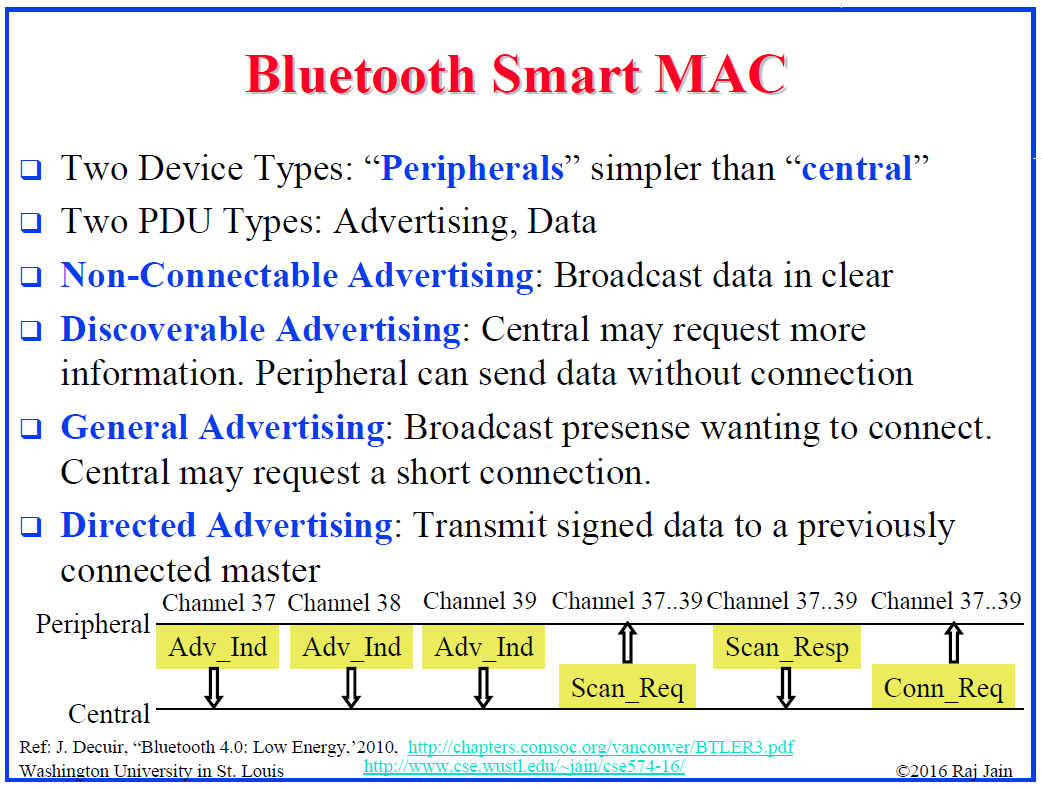 Bluetooth Smart MAC
Two Device Types: “Peripherals” simpler than “central”
Two PDU Types: Advertising, Data
Non-Connectable Advertising: Broadcast data in clear
Discoverable Advertising: Central may request more
information. Peripheral can send data without connection
General Advertising: Broadcast presense wanting to connect.
Central may request a short connection.
Directed Advertising: Transmit signed data to a previously
connected master
Channel 37 Channel 38 Channel 39 Channel 37..39 Channel 37..39 Channel 37..39
Peripheral
Adv_Ind Adv_Ind Adv_Ind Scan_Resp
Scan_Req Conn_Req
Central
Ref: J. Decuir, “Bluetooth 4.0: Low Energy,’2010, http://chapters.comsoc.org/vancouver/BTLER3.pdf
Washington University in St. Louis http://www.cse.wustl.edu/~jain/cse574-16/ ©2016 Raj Jain